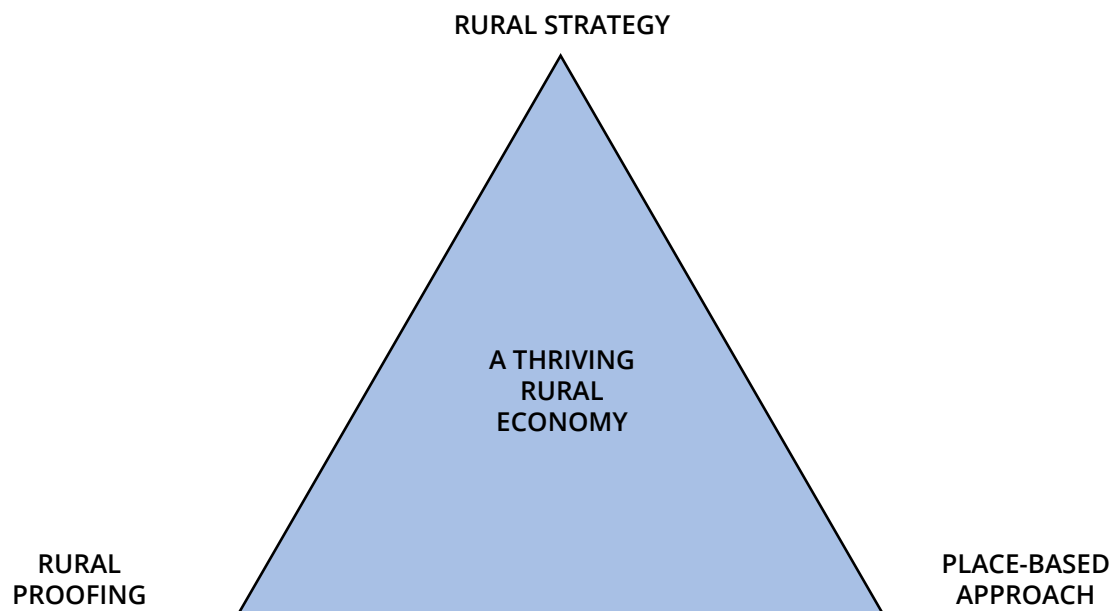 RURAL STRATEGY
A THRIVING
RURAL
ECONOMY
RURAL
PROOFING
PLACE-BASED
APPROACH